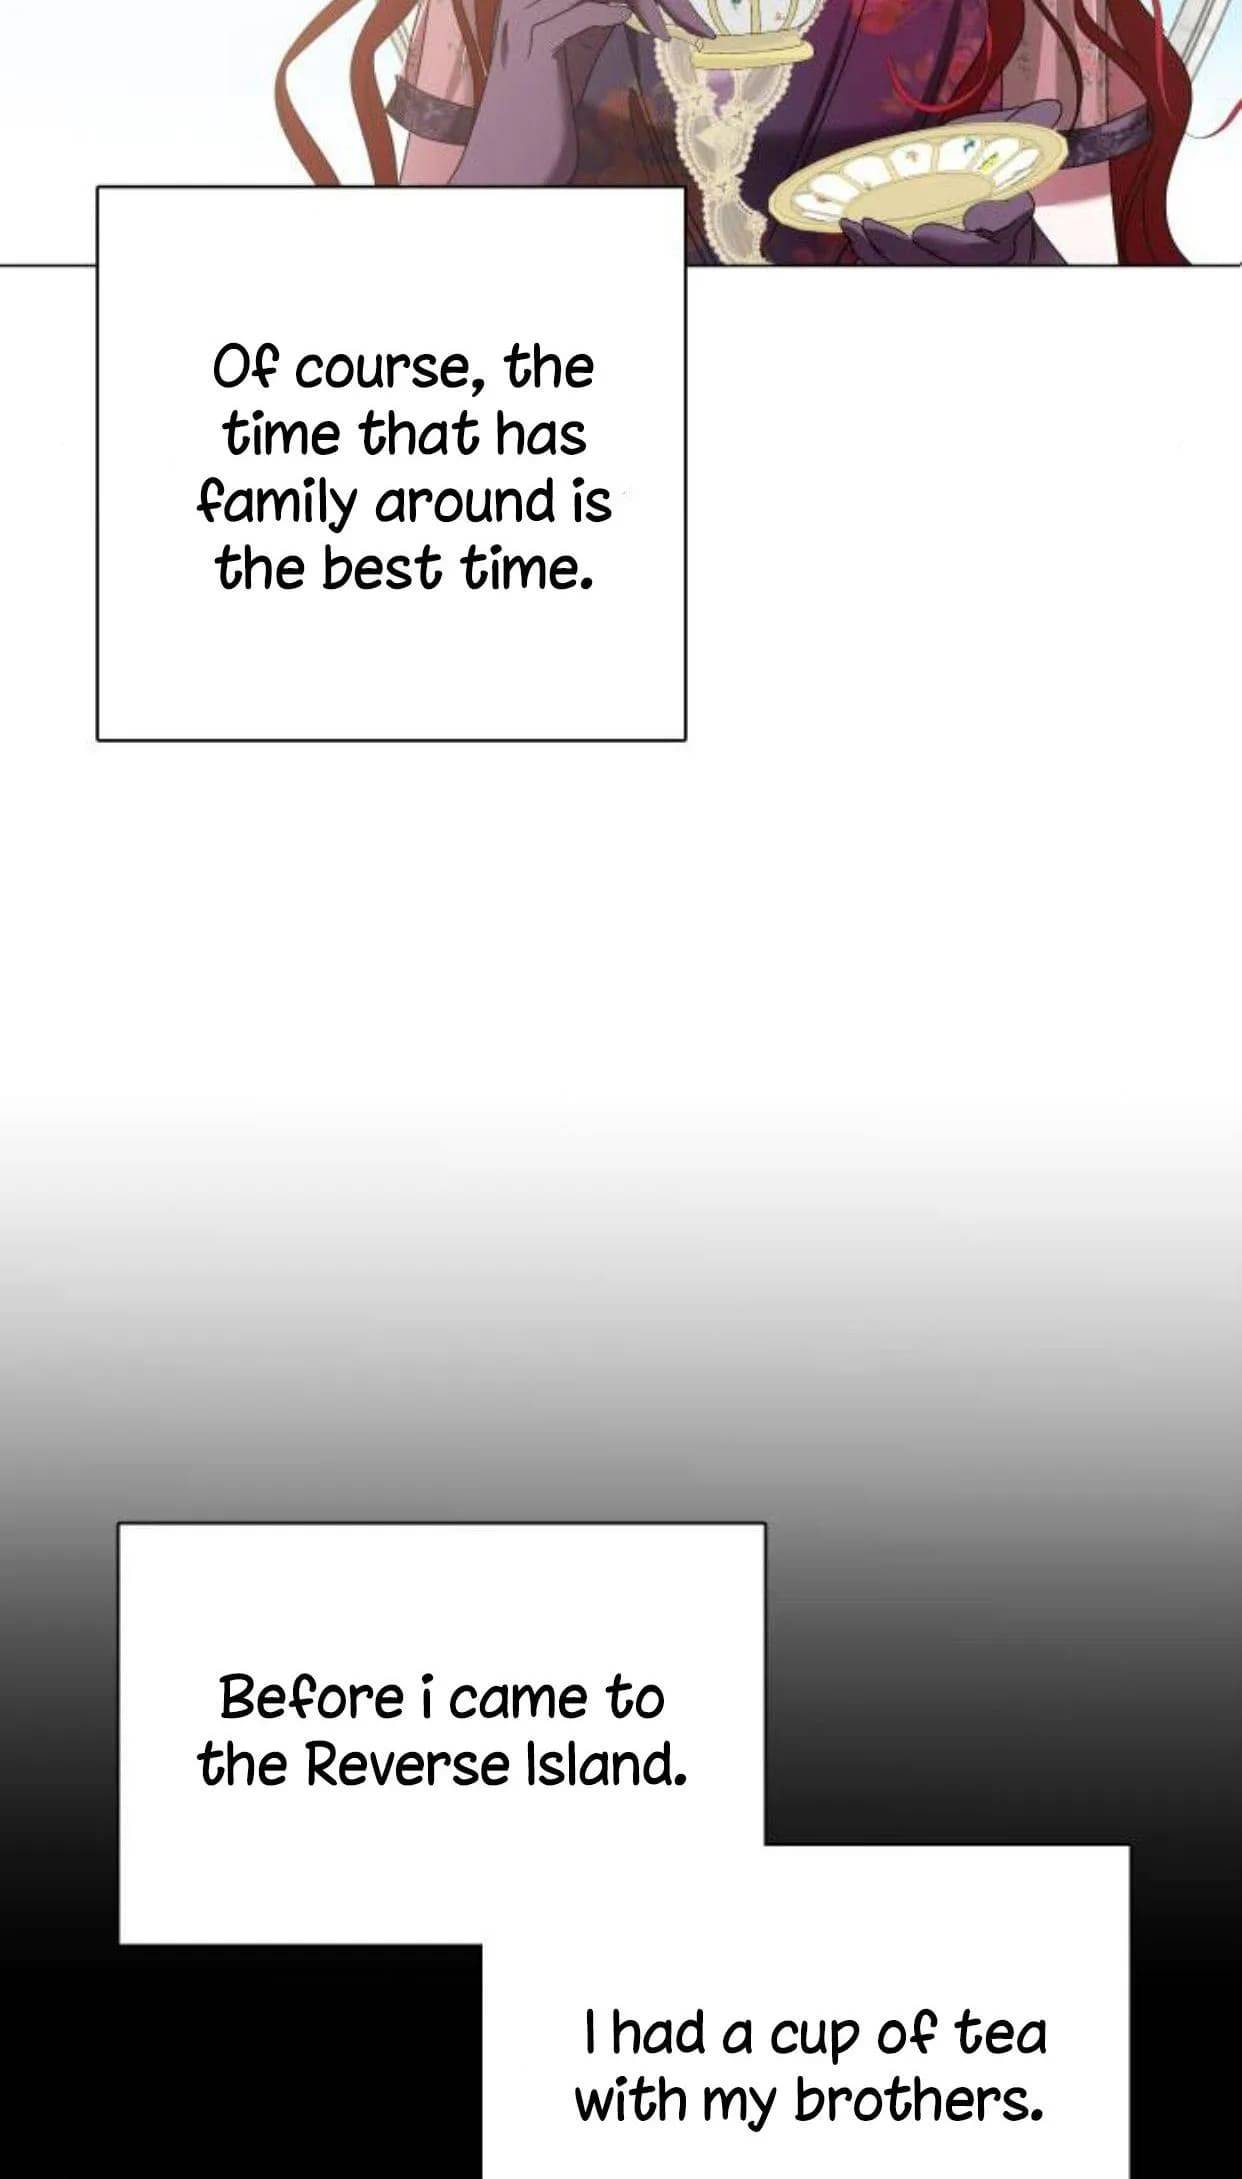 Of course, the
time that has
family around is
the best time.
Before i came to
the Reverse Island.
I had a cup of tea
with my brothers.